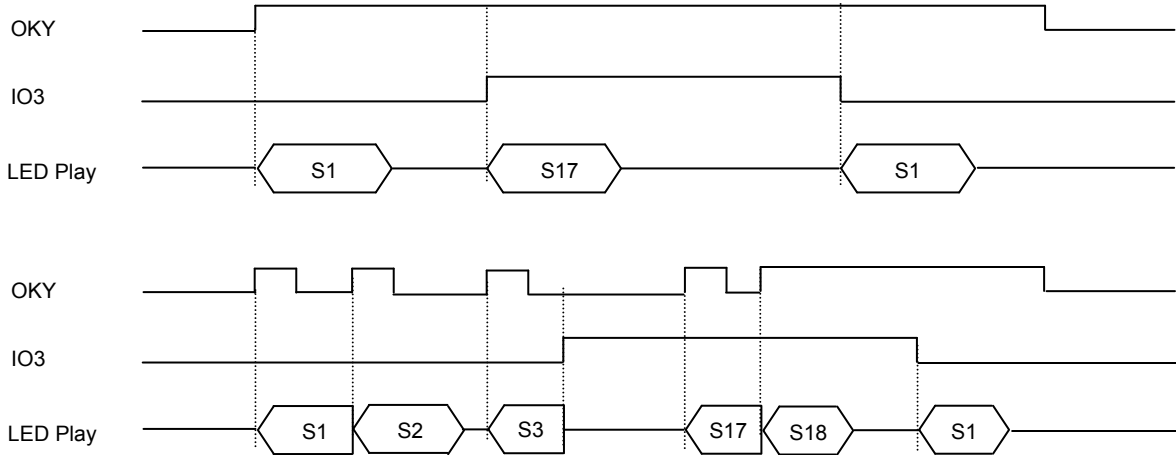 OKY
IO3
LED Play S1 S17 S1
OKY
IO3
LED Play S1 S2 S3 S17 S18 S1